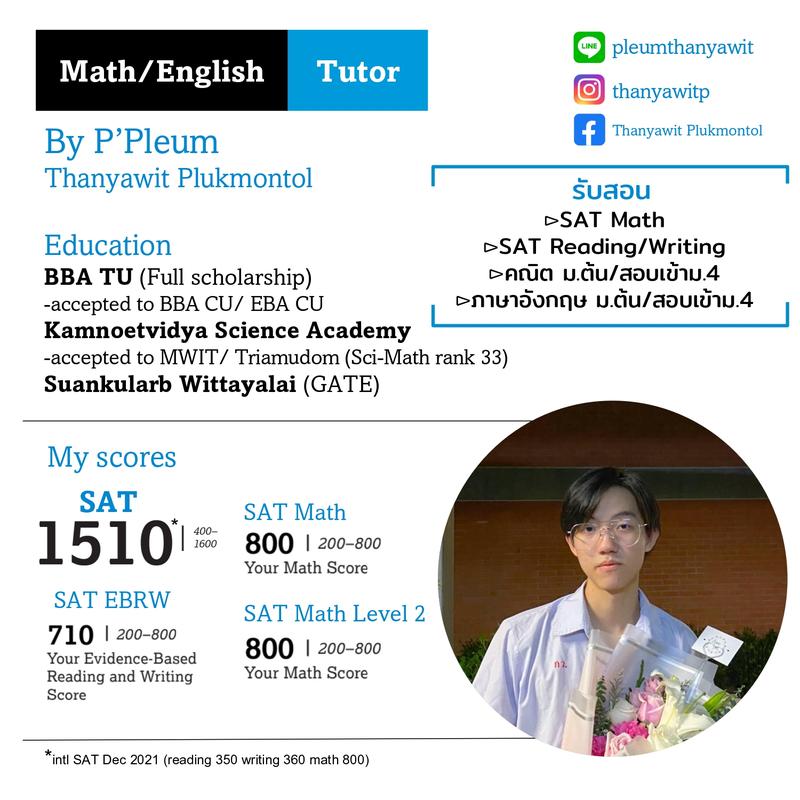 Math/English Tutor
By P’Pleum
Thanyawit Plukmontol
LINE pleumthanyawit
thanyawitp
Thanyawit Plukmontol
รับสอน
▻SAT Math
▻SAT Reading/Writing
▻คณิต ม.ต้น/สอบเข้าม.4
▻ภาษาอังกฤษ ม.ต้น/สอบเข้าม.4
Education
BBA TU (Full scholarship)
-accepted to BBA CU/ EBA CU
Kamnoetvidya Science Academy
-accepted to MWIT/ Triamudom (Sci-Math rank 33)
Suankularb Wittayalai (GATE)
My scores
SAT
1510* | 400–
1600
SAT EBRW
710 | 200–800
Your Evidence-Based
Reading and Writing
Score
SAT Math
800 | 200–800
Your Math Score
SAT Math Level 2
800 | 200–800
Your Math Score
กว.
*intl SAT Dec 2021 (reading 350 writing 360 math 800)